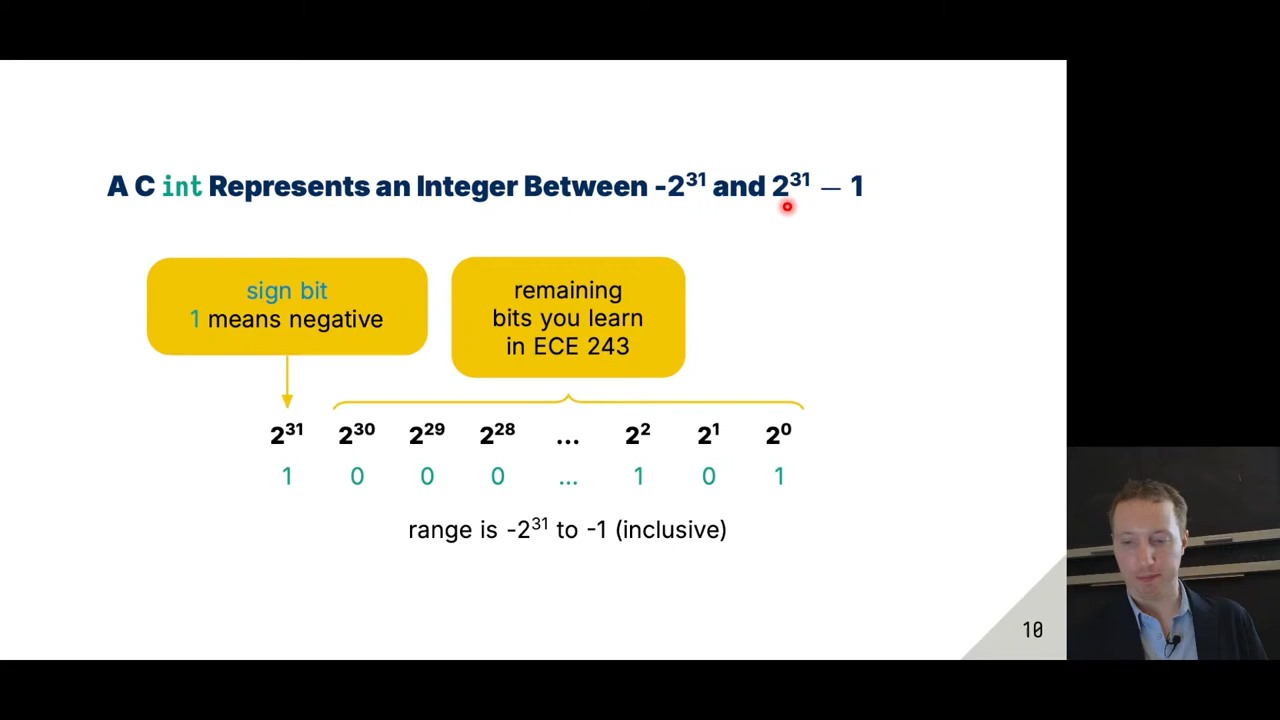 A C int Represents an Integer Between -2³¹ and 2³¹ − 1
sign bit
1 means negative
remaining
bits you learn
in ECE 243
2³¹ 2³⁰ 2²⁹ 2²⁸ ... 2² 2¹ 2⁰
1 0 0 0 ... 1 0 1
range is -2³¹ to -1 (inclusive)
10